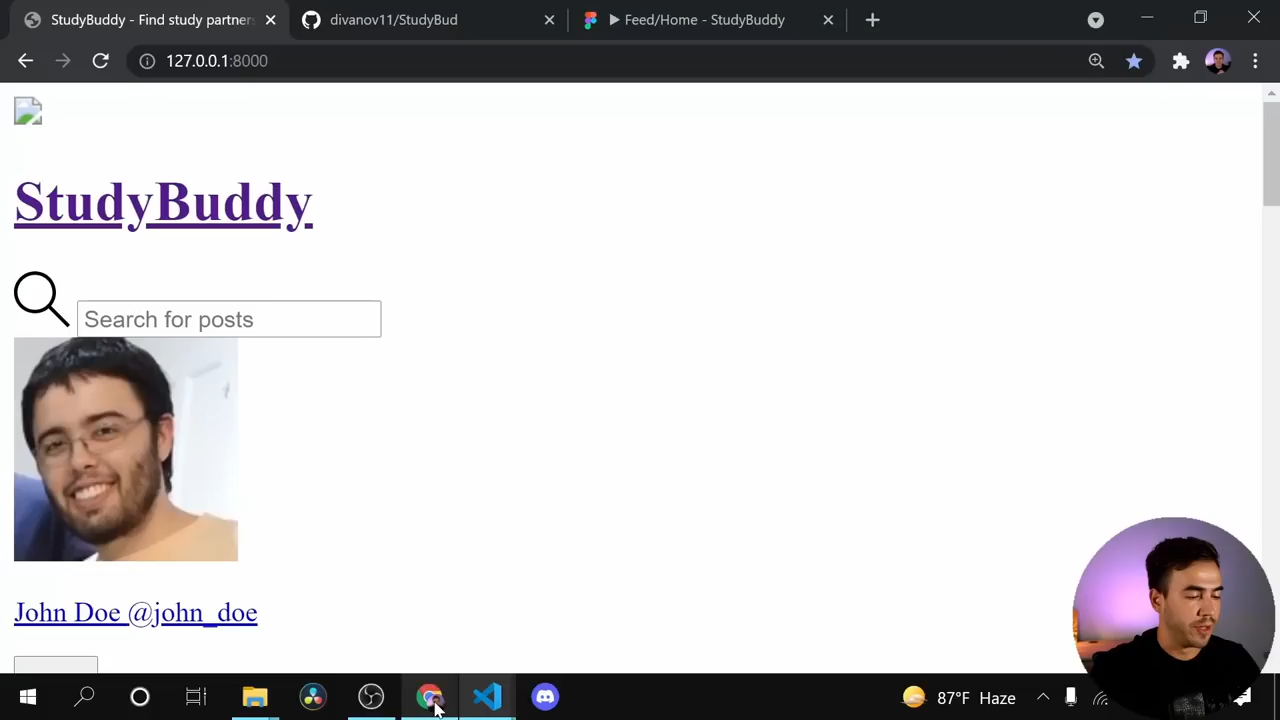 StudyBuddy - Find study partner
divanov11/StudyBud
Feed/Home - StudyBuddy
127.0.0.1:8000
StudyBuddy
Search for posts
John Doe @john_doe
87°F Haze